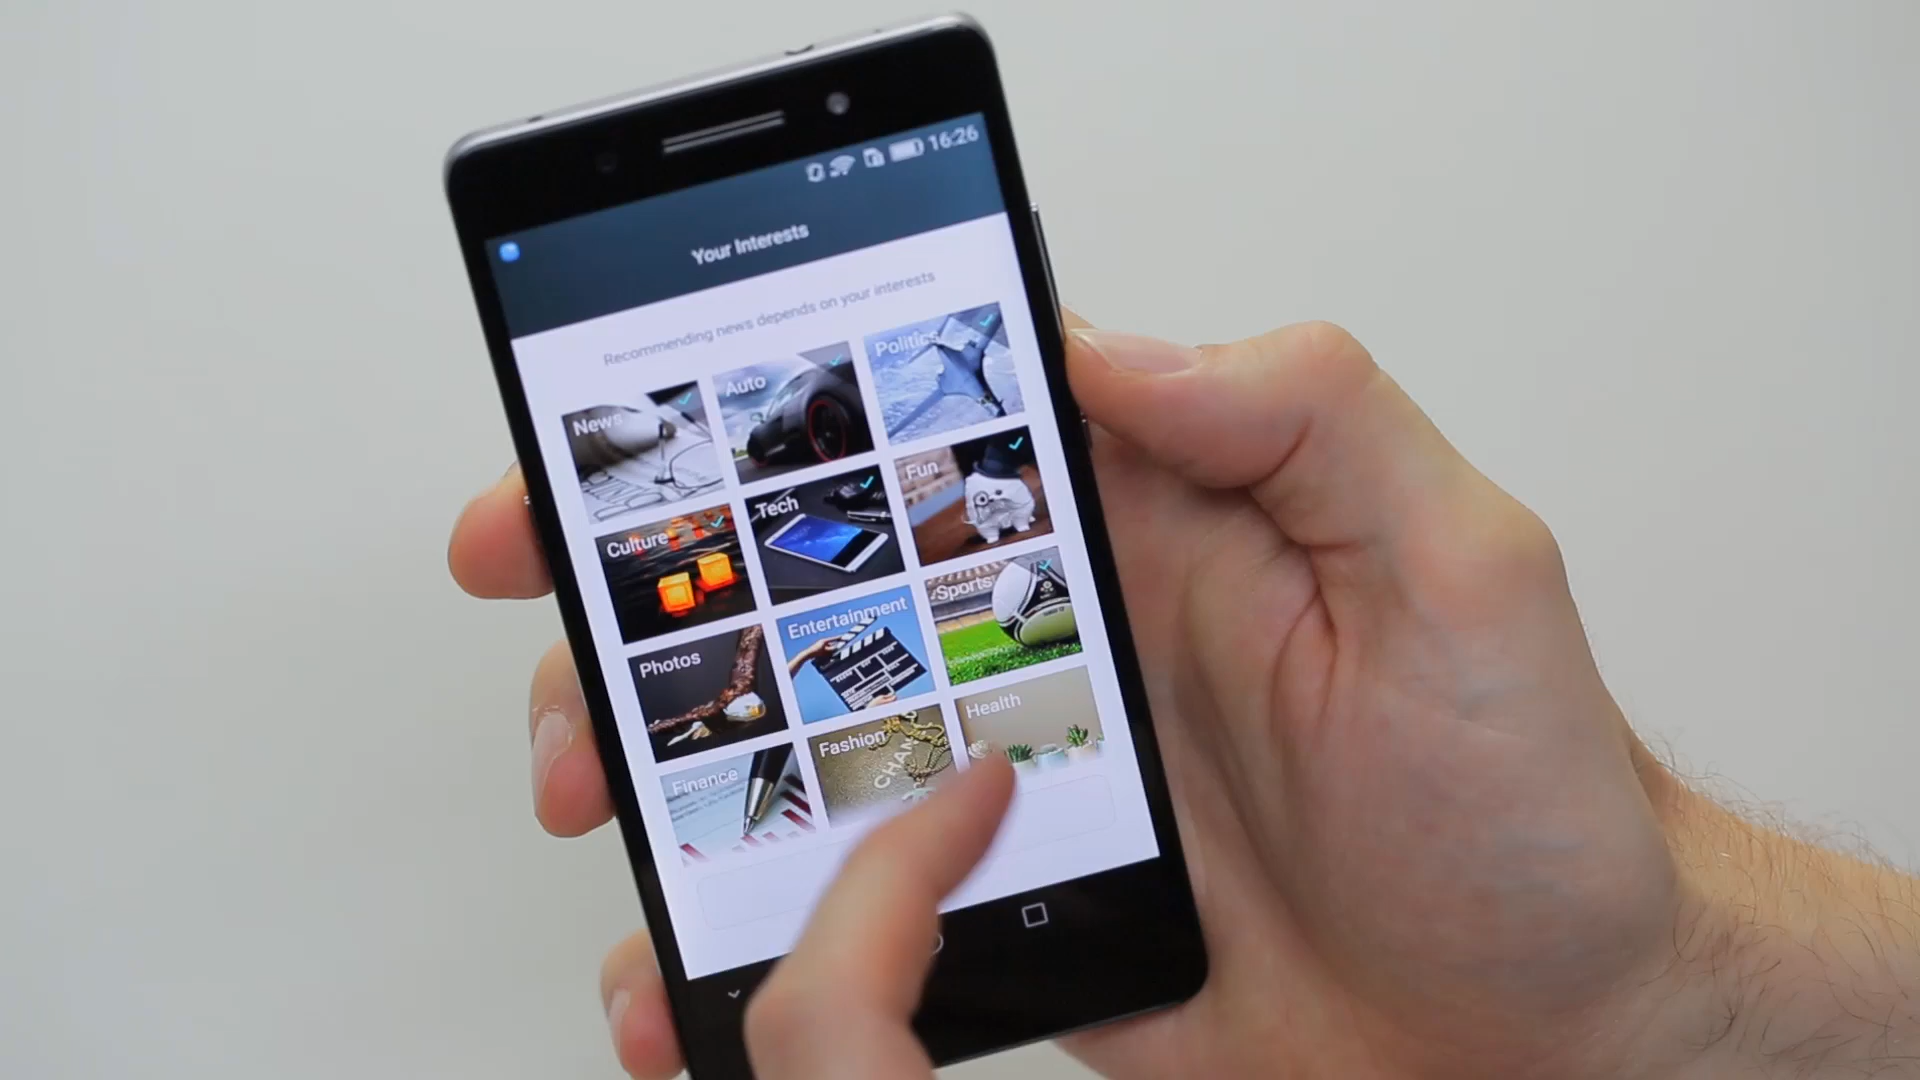 16:26
Your Interests
Recommending news depends on your interests
News
Auto
Politics
Culture
Tech
Fun
Photos
Entertainment
Sports
Finance
Fashion
Health
CHAN